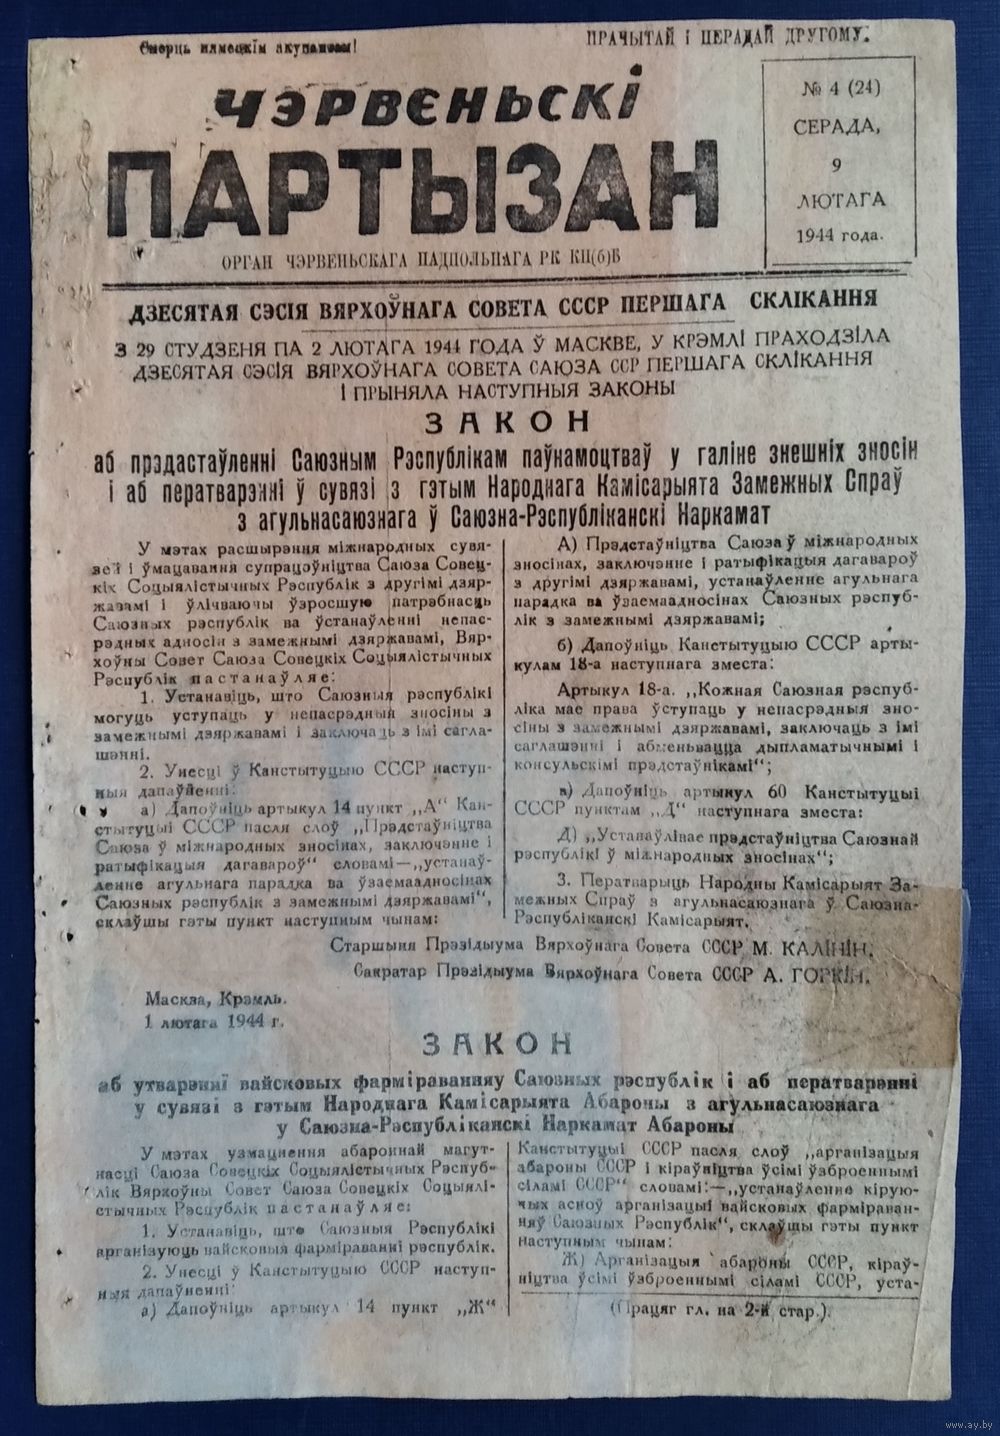 Смерць нямецкім акупантам!
ПРАЧЫТАЙ І ПЕРАДАЙ ДРУГОМУ.
ЧЭРВЕНЬСКІ
ПАРТЫЗАН
ОРГАН ЧЭРВЕНЬСКАГА ПАДПОЛЬНАГА РК КП(б)Б
№ 4 (24)
СЕРАДА,
9
ЛЮТАГА
1944 года.
ДЗЕСЯТАЯ СЭСІЯ ВЯРХОЎНАГА СОВЕТА СССР ПЕРШАГА СКЛІКАННЯ
З 29 СТУДЗЕНЯ ПА 2 ЛЮТАГА 1944 ГОДА Ў МАСКВЕ, У КРЭМЛІ ПРАХОДЗІЛА
ДЗЕСЯТАЯ СЭСІЯ ВЯРХОЎНАГА СОВЕТА САЮЗА ССР ПЕРШАГА СКЛІКАННЯ
І ПРЫНЯЛА НАСТУПНЫЯ ЗАКОНЫ
ЗАКОН
аб прэдастаўленні Саюзным Рэспублікам паўнамоцтваў у галіне знешніх зносін
і аб ператварэнні ў сувязі з гэтым Народнага Камісарыята Замежных Спраў
з агульнасаюзнага ў Саюзна-Рэспубліканскі Наркамат
У мэтах расшырэння міжнародных сувя-
зей і ўмацавання супрацоўніцтва Саюза Совец-
кіх Соцыялістычных Рэспублік з другімі дзяр-
жавамі і ўлічваючы ўзросшую патрэбнасць
Саюзных рэспублік ва ўстанаўленні непас-
рэдных адносін з замежнымі дзяржавамі, Вяр-
хоўны Совет Саюза Совецкіх Соцыялістычных
Рэспублік пастанаўляе:
1. Устанавіць, што Саюзныя рэспублікі
могуць уступаць у непасрэдныя зносіны з
замежнымі дзяржавамі і заключаць з імі сагла-
шэнні.
2. Унесці ў Канстытуцыю СССР наступ-
ныя дапаўненні:
а) Дапоўніць артыкул 14 пункт „А“ Кан-
стытуцыі СССР пасля слоў „Прэдстаўніцтва
Саюза ў міжнародных зносінах, заключэнне і
ратыфікацыя дагавароў“ словамі—„устанаў-
ленне агульнага парадка ва ўзаемаадносінах
Саюзных рэспублік з замежнымі дзяржавамі“,
склаўшы гэты пункт наступным чынам:
А) Прэдстаўніцтва Саюза ў міжнародных
зносінах, заключэнне і ратыфікацыя дагавароў
з другімі дзяржавамі, устанаўленне агульнага
парадка ва ўзаемаадносінах Саюзных рэспуб-
лік з замежнымі дзяржавамі;
б) Дапоўніць Канстытуцыю СССР арты-
кулам 18-а наступнага зместа:
Артыкул 18-а. „Кожная Саюзная рэспуб-
ліка мае права ўступаць у непасрэдныя зно-
сіны з замежнымі дзяржавамі, заключаць з імі
саглашэнні і абменьвацца дыпламатычнымі і
консульскімі прэдстаўнікамі“;
в) Дапоўніць артыкул 60 Канстытуцыі
СССР пунктам „Д“ наступнага зместа:
Д) „Устанаўлівае прэдстаўніцтва Саюзнай
рэспублікі ў міжнародных зносінах“;
3. Ператварыць Народны Камісарыят За-
межных Спраў з агульнасаюзнага ў Саюзна-
Рэспубліканскі Камісарыят.
Старшыня Прэзідыума Вярхоўнага Совета СССР М. КАЛІНІН.
Сакратар Прэзідыума Вярхоўнага Совета СССР А. ГОРКІН.
Масква, Крэмль.
1 лютага 1944 г.
ЗАКОН
аб утварэнні вайсковых фарміраванняу Саюзных рэспублік і аб ператварэнні
у сувязі з гэтым Народнага Камісарыята Абароны з агульнасаюзнага
у Саюзна-Рэспубліканскі Наркамат Абароны
У мэтах узмацнення абароннай магут-
насці Саюза Совецкіх Соцыялістычных Рэспуб-
лік Вярхоўны Совет Саюза Совецкіх Соцыялі-
стычных Рэспублік пастанаўляе:
1. Устанавіць, што Саюзныя Рэспублікі
арганізуюць вайсковыя фарміраванні рэспублік.
2. Унесці ў Канстытуцыю СССР наступ-
ныя дапаўненні:
а) Дапоўніць артыкул 14 пункт „Ж“
Канстытуцыі СССР пасля слоў „арганізацыя
абароны СССР і кіраўніцтва ўсімі ўзброеннымі
сіламі СССР“ словамі:—„устанаўленне кірую-
чых асноў арганізацыі вайсковых фарміраван-
няў Саюзных Рэспублік“, склаўшы гэты пункт
наступным чынам:
Ж) Арганізацыя абароны СССР, кіраў-
ніцтва ўсімі ўзброеннымі сіламі СССР, уста-
(Працяг гл. на 2-й стар.).
www.ay.by